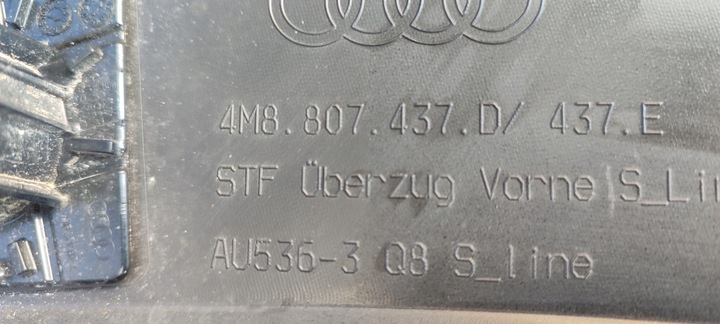 4M8.807.437.D/ 437.E
STF Überzug Vorne S_Li
AU536-3 Q8 S_line